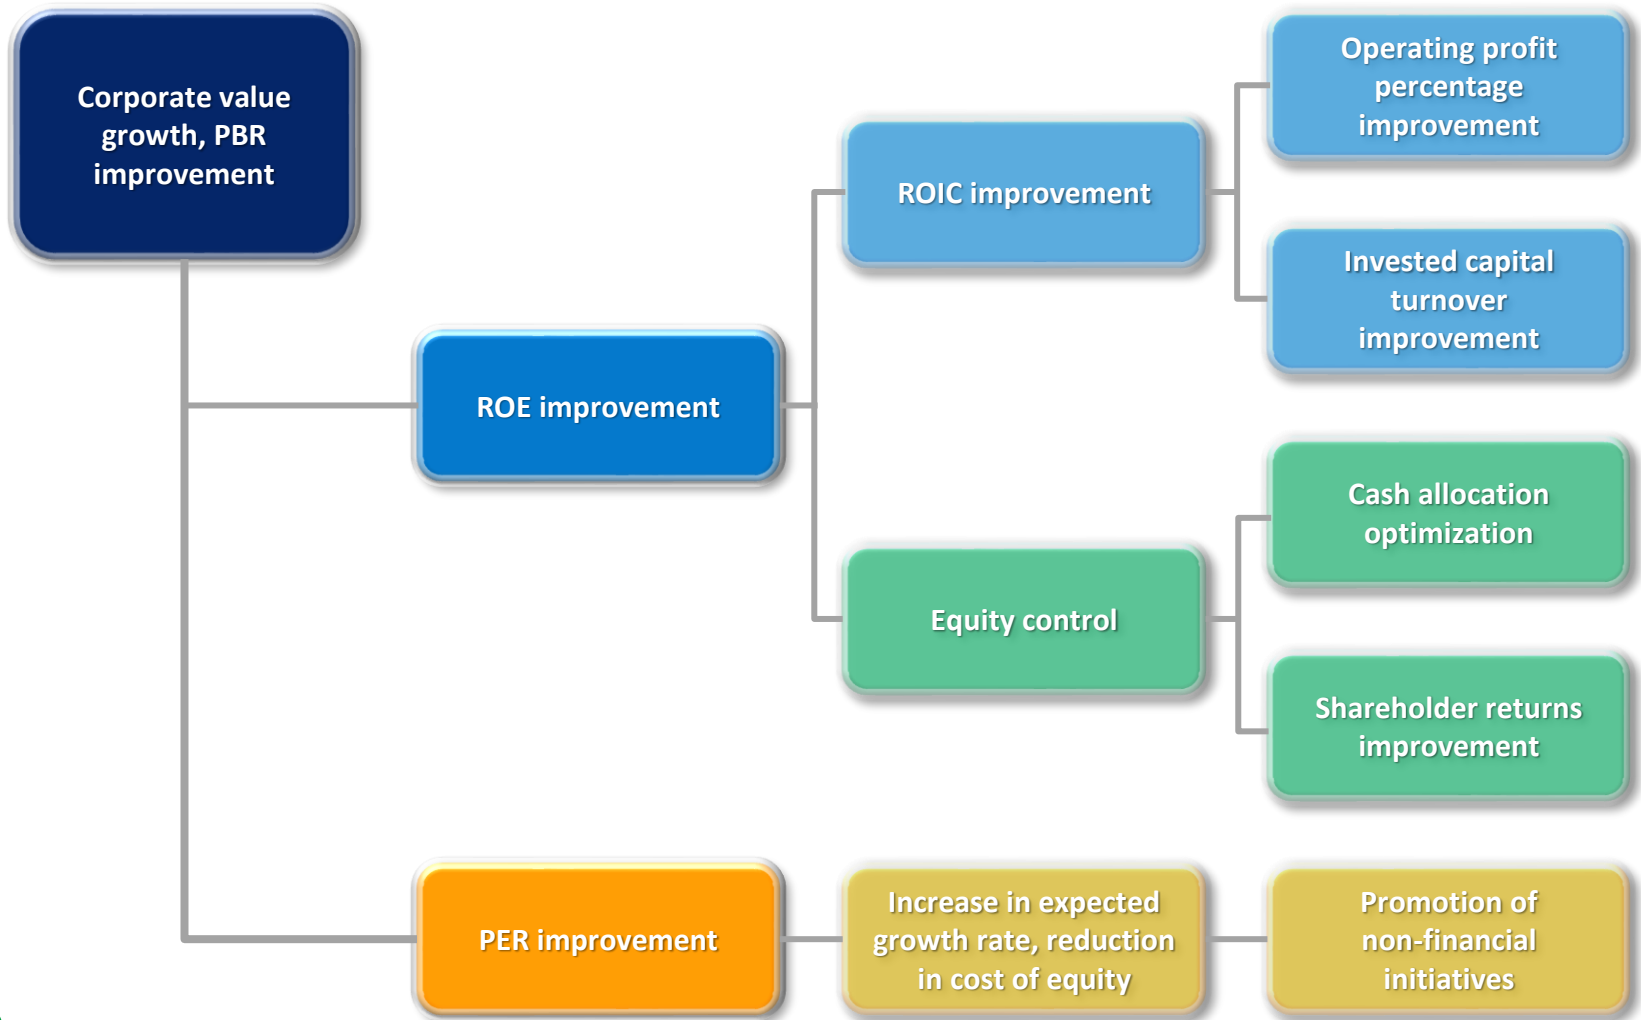 Corporate value
growth, PBR
improvement
ROE improvement
ROIC improvement
Operating profit
percentage
improvement
Invested capital
turnover
improvement
Equity control
Cash allocation
optimization
Shareholder returns
improvement
PER improvement
Increase in expected
growth rate, reduction
in cost of equity
Promotion of
non-financial
initiatives